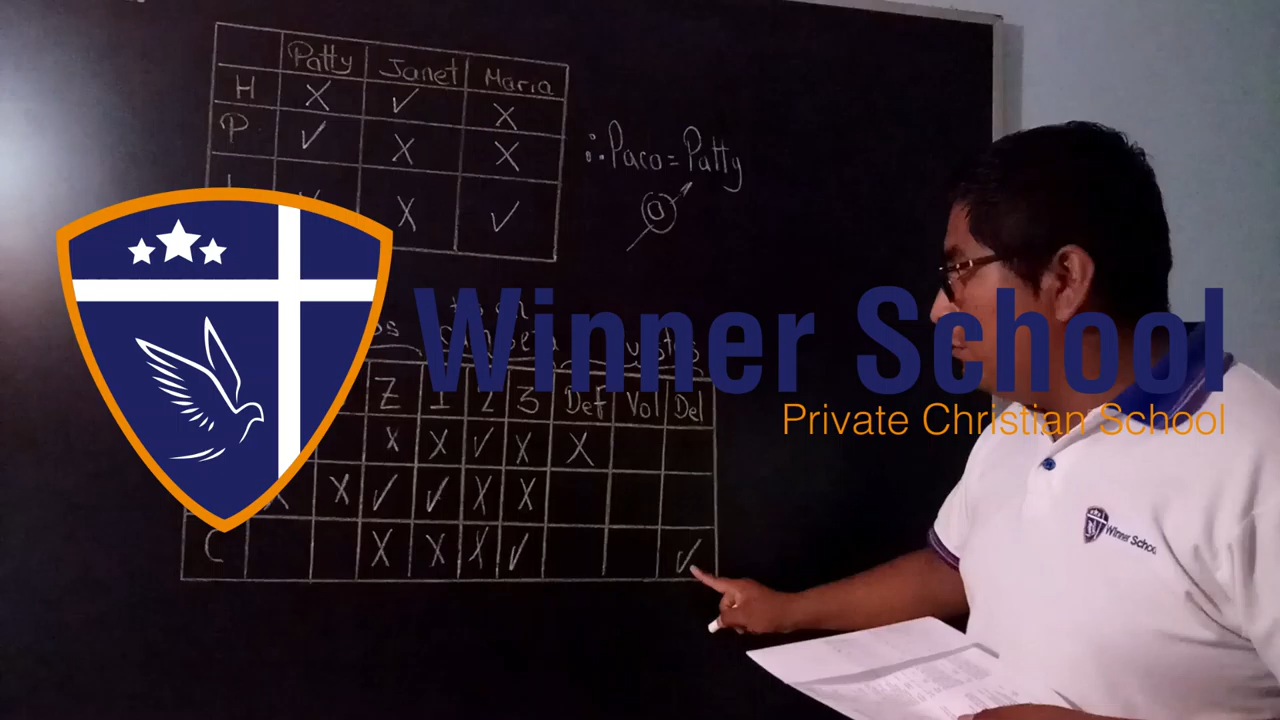 Patty Janet Maria
H X ✓ X
P ✓ X X
X ✓
∴ Paco = Patty
Winner School
Private Christian School
Z 1 2 3 Def Vol Del
X X ✓ X X
X X ✓ ✓ X X
C X X X ✓ ✓
Winner School